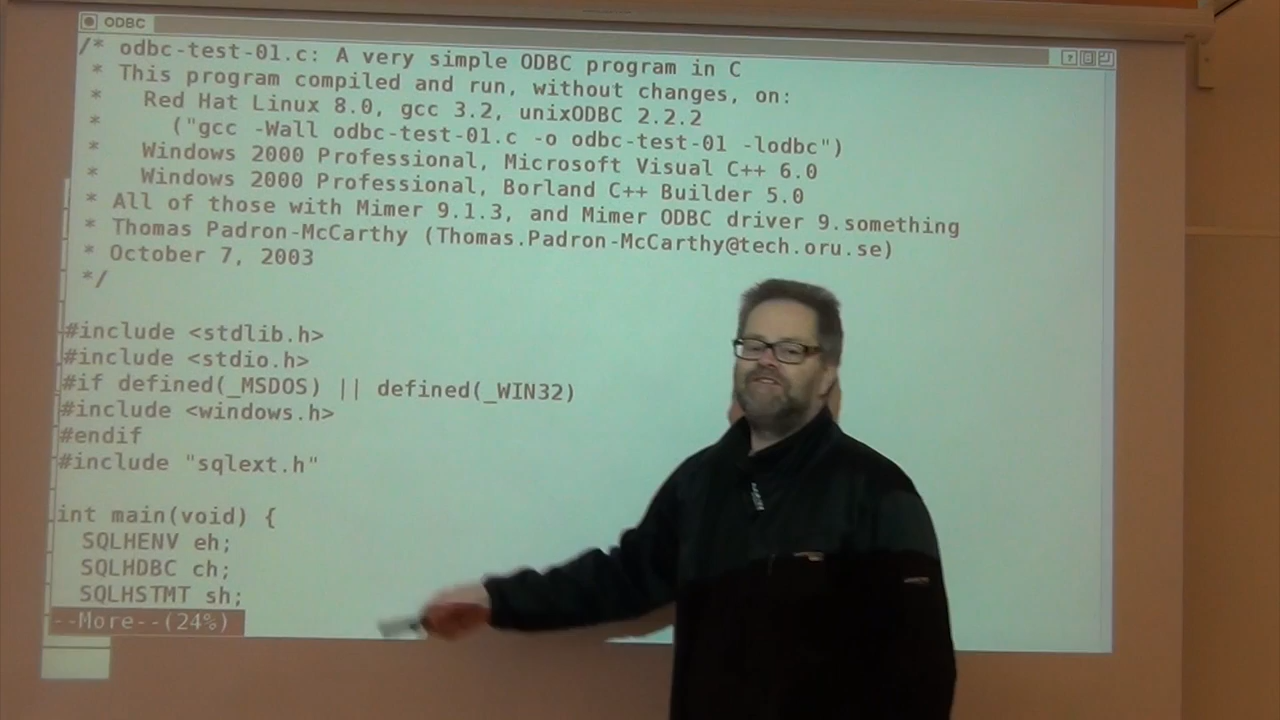 ODBC
/* odbc-test-01.c: A very simple ODBC program in C
* This program compiled and run, without changes, on:
* Red Hat Linux 8.0, gcc 3.2, unixODBC 2.2.2
* ("gcc -Wall odbc-test-01.c -o odbc-test-01 -lodbc")
* Windows 2000 Professional, Microsoft Visual C++ 6.0
* Windows 2000 Professional, Borland C++ Builder 5.0
* All of those with Mimer 9.1.3, and Mimer ODBC driver 9.something
* Thomas Padron-McCarthy (Thomas.Padron-McCarthy@tech.oru.se)
* October 7, 2003
*/
#include <stdlib.h>
#include <stdio.h>
#if defined(_MSDOS) || defined(_WIN32)
#include <windows.h>
#endif
#include "sqlext.h"
int main(void) {
SQLHENV eh;
SQLHDBC ch;
SQLHSTMT sh;
--More--(24%)